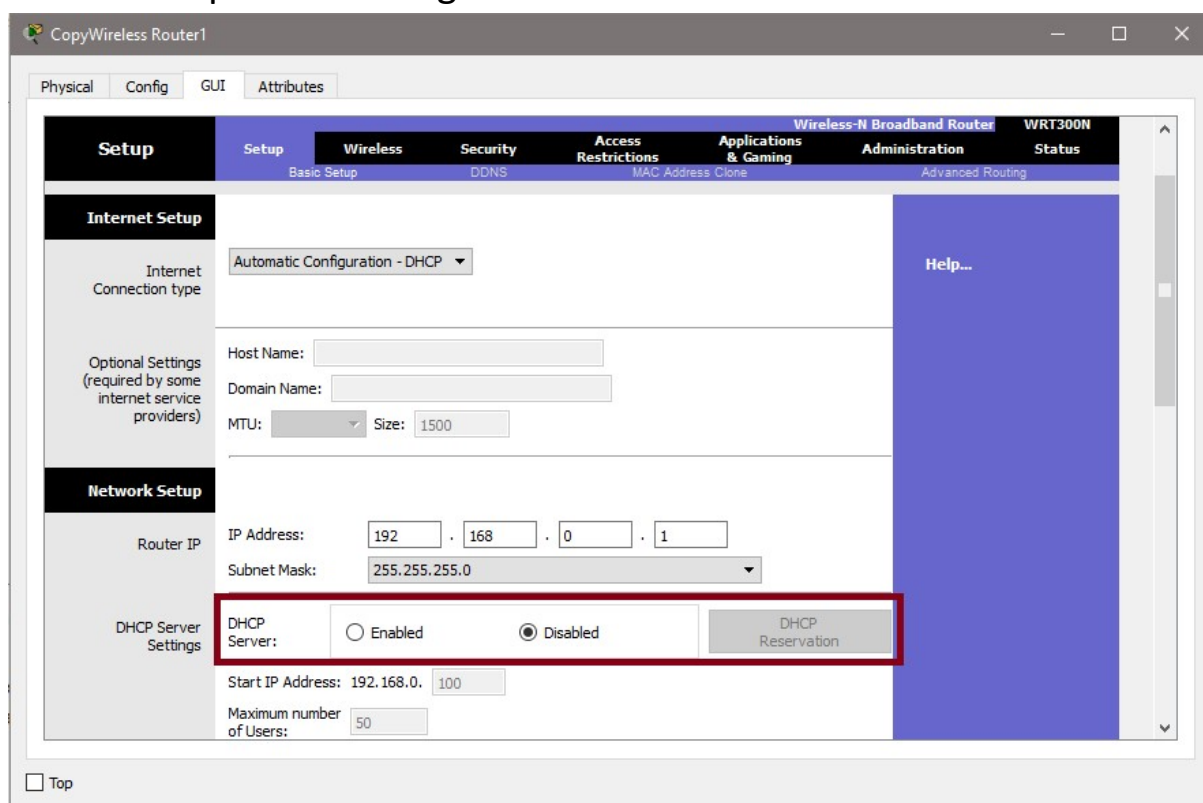 CopyWireless Router1
Physical Config GUI Attributes
Wireless-N Broadband Router WRT300N
Setup Setup Wireless Security Access Restrictions Applications & Gaming Administration Status
Basic Setup DDNS MAC Address Clone Advanced Routing
Internet Setup
Internet Connection type
Automatic Configuration - DHCP
Help...
Optional Settings (required by some internet service providers)
Host Name:
Domain Name:
MTU: Size: 1500
Network Setup
Router IP
IP Address: 192 . 168 . 0 . 1
Subnet Mask: 255.255.255.0
DHCP Server Settings
DHCP Server: Enabled Disabled DHCP Reservation
Start IP Address: 192.168.0. 100
Maximum number of Users: 50
Top